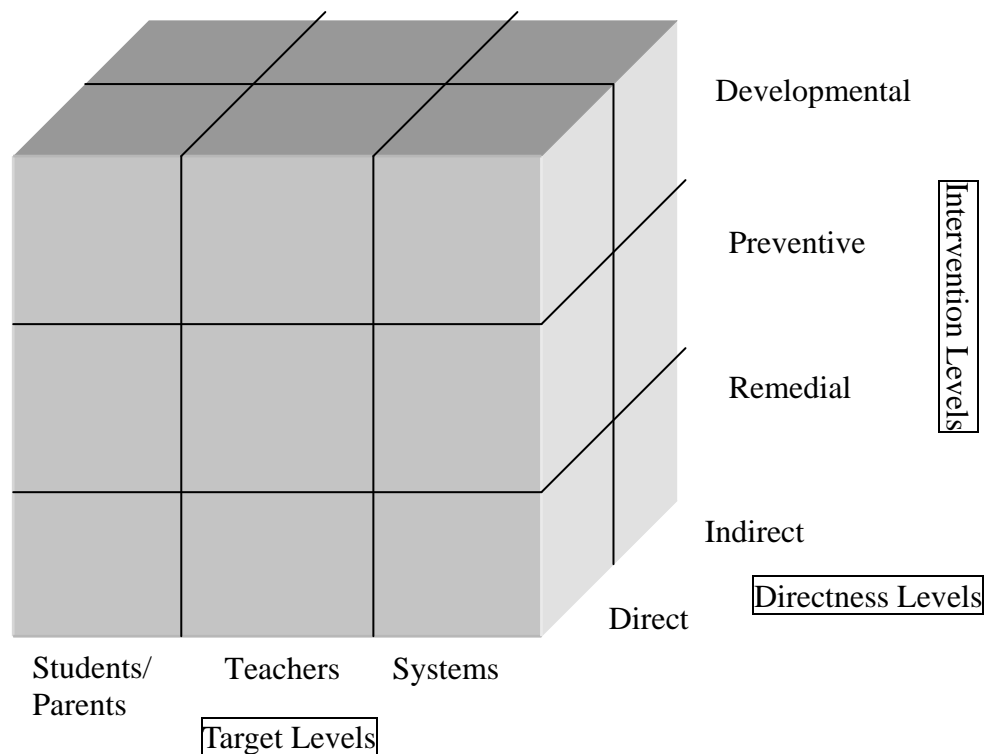 Developmental
Preventive
Intervention Levels
Remedial
Indirect
Directness Levels
Direct
Students/
Parents
Teachers
Systems
Target Levels